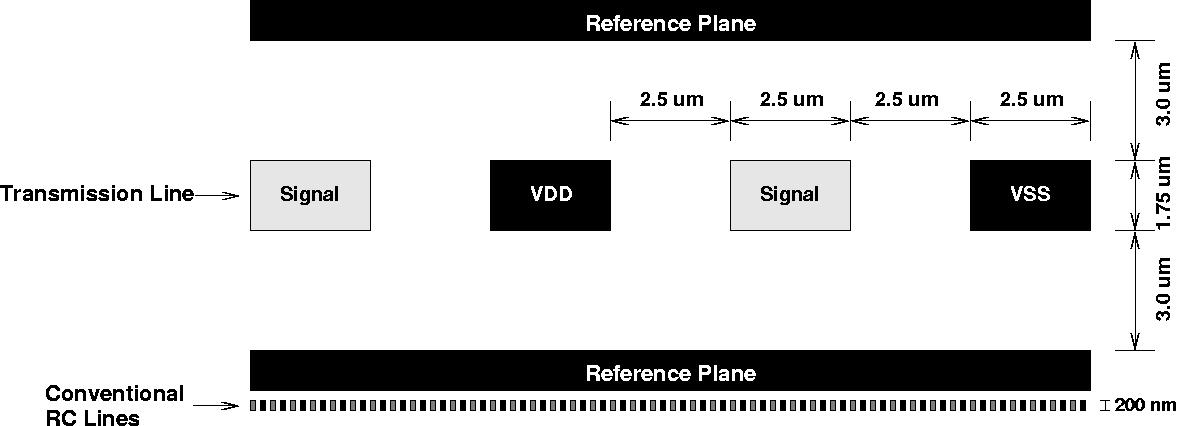 Reference Plane
2.5 um 2.5 um 2.5 um 2.5 um
3.0 um
Transmission Line
Signal VDD Signal VSS
1.75 um
3.0 um
Reference Plane
Conventional
RC Lines
200 nm